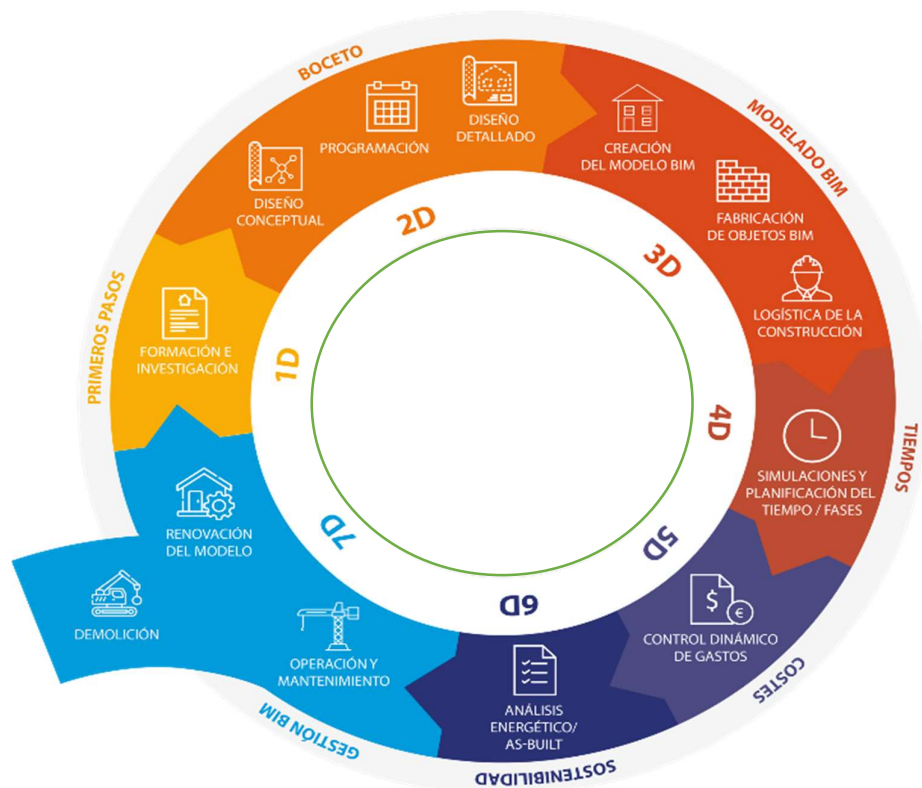 PRIMEROS PASOS
1D
FORMACIÓN E
INVESTIGACIÓN
BOCETO
2D
DISEÑO
CONCEPTUAL
PROGRAMACIÓN
DISEÑO
DETALLADO
MODELADO BIM
3D
CREACIÓN
DEL MODELO BIM
FABRICACIÓN
DE OBJETOS BIM
LOGÍSTICA DE LA
CONSTRUCCIÓN
TIEMPOS
4D
SIMULACIONES Y
PLANIFICACIÓN DEL
TIEMPO / FASES
COSTES
5D
$
€
CONTROL DINÁMICO
DE GASTOS
SOSTENIBILIDAD
6D
ANÁLISIS
ENERGÉTICO/
AS-BUILT
GESTIÓN BIM
7D
OPERACIÓN Y
MANTENIMIENTO
RENOVACIÓN
DEL MODELO
DEMOLICIÓN